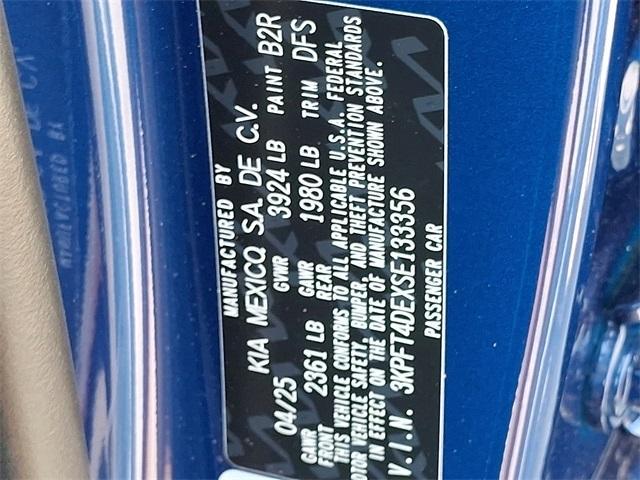 MANUFACTURED BY
KIA MEXICO, S.A. DE C.V.
04/25 GVWR 3924 LB PAINT B2R
GAWR FRONT 2361 LB GAWR REAR 1980 LB TRIM DFS
THIS VEHICLE CONFORMS TO ALL APPLICABLE U.S.A. FEDERAL
MOTOR VEHICLE SAFETY, BUMPER, AND THEFT PREVENTION STANDARDS
IN EFFECT ON THE DATE OF MANUFACTURE SHOWN ABOVE.
V.I.N. 3KPFT4DEXSE133356
PASSENGER CAR